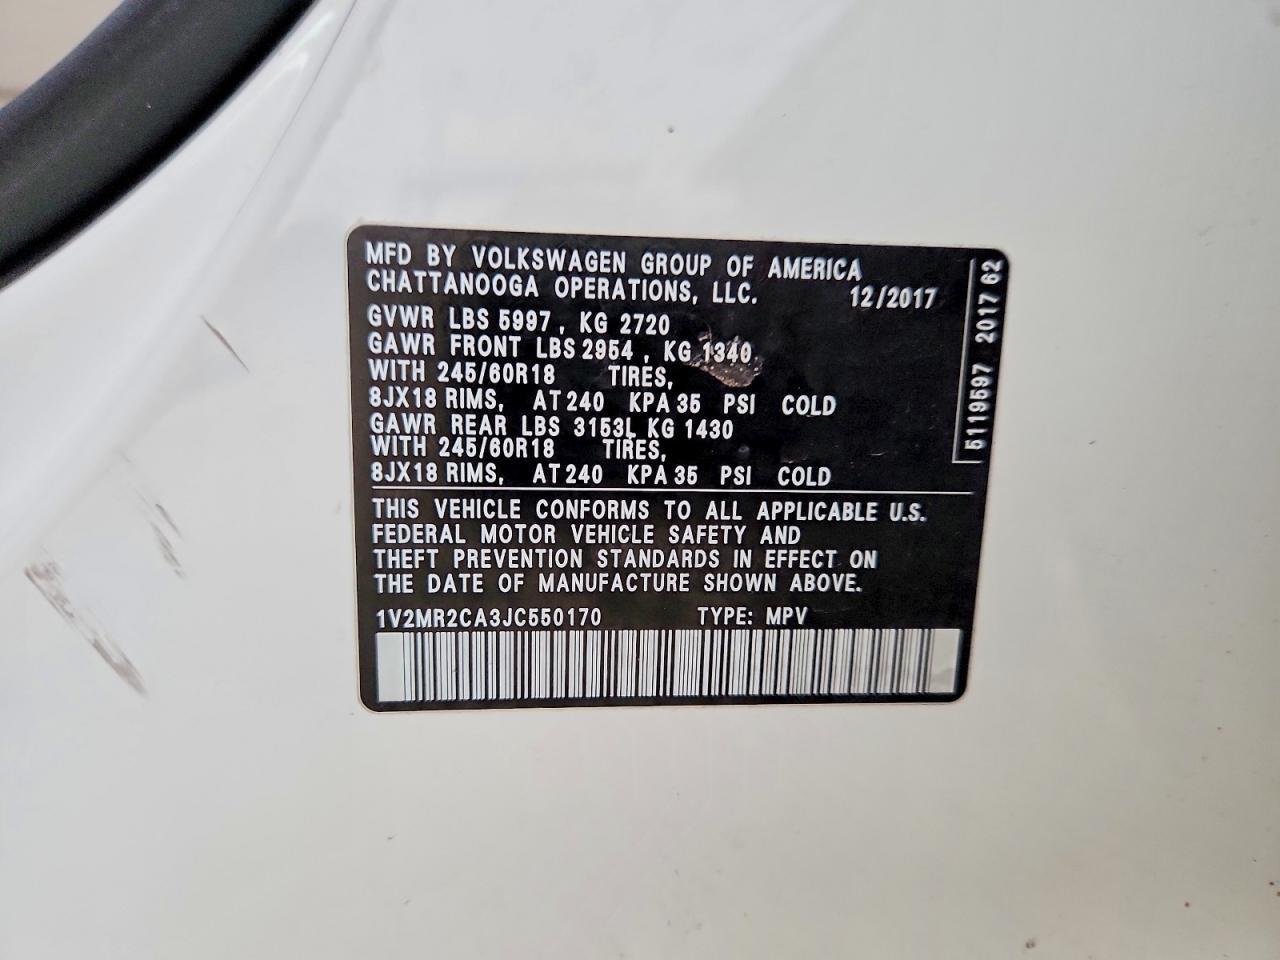 MFD BY VOLKSWAGEN GROUP OF AMERICA
CHATTANOOGA OPERATIONS, LLC. 12/2017
GVWR LBS 5997, KG 2720
GAWR FRONT LBS 2954, KG 1340,
WITH 245/60R18 TIRES,
8JX18 RIMS, AT 240 KPA 35 PSI COLD
GAWR REAR LBS 3153L KG 1430
WITH 245/60R18 TIRES,
8JX18 RIMS, AT 240 KPA 35 PSI COLD
THIS VEHICLE CONFORMS TO ALL APPLICABLE U.S.
FEDERAL MOTOR VEHICLE SAFETY AND
THEFT PREVENTION STANDARDS IN EFFECT ON
THE DATE OF MANUFACTURE SHOWN ABOVE.
1V2MR2CA3JC550170 TYPE: MPV
5119597 2017 62